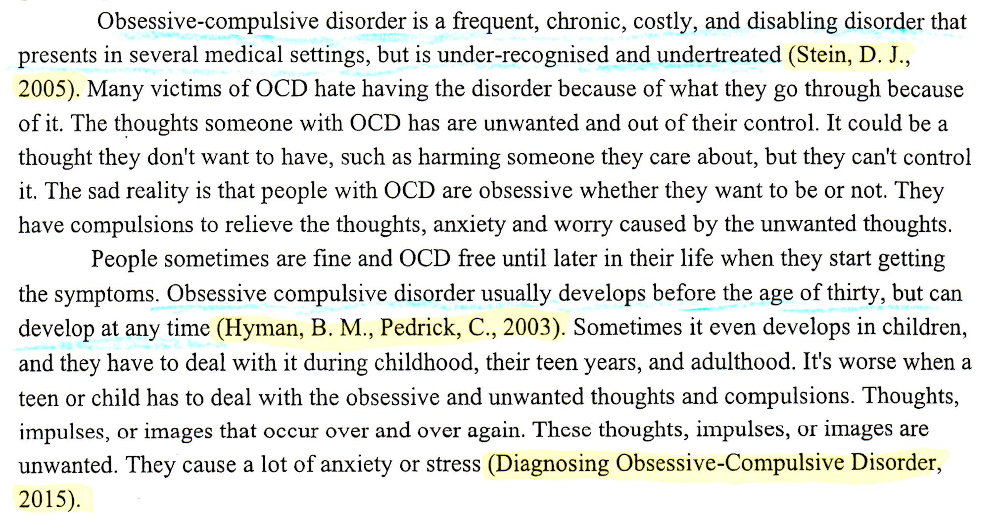 Obsessive-compulsive disorder is a frequent, chronic, costly, and disabling disorder that
presents in several medical settings, but is under-recognised and undertreated (Stein, D. J.,
2005). Many victims of OCD hate having the disorder because of what they go through because
of it. The thoughts someone with OCD has are unwanted and out of their control. It could be a
thought they don't want to have, such as harming someone they care about, but they can't control
it. The sad reality is that people with OCD are obsessive whether they want to be or not. They
have compulsions to relieve the thoughts, anxiety and worry caused by the unwanted thoughts.
People sometimes are fine and OCD free until later in their life when they start getting
the symptoms. Obsessive compulsive disorder usually develops before the age of thirty, but can
develop at any time (Hyman, B. M., Pedrick, C., 2003). Sometimes it even develops in children,
and they have to deal with it during childhood, their teen years, and adulthood. It's worse when a
teen or child has to deal with the obsessive and unwanted thoughts and compulsions. Thoughts,
impulses, or images that occur over and over again. These thoughts, impulses, or images are
unwanted. They cause a lot of anxiety or stress (Diagnosing Obsessive-Compulsive Disorder,
2015).